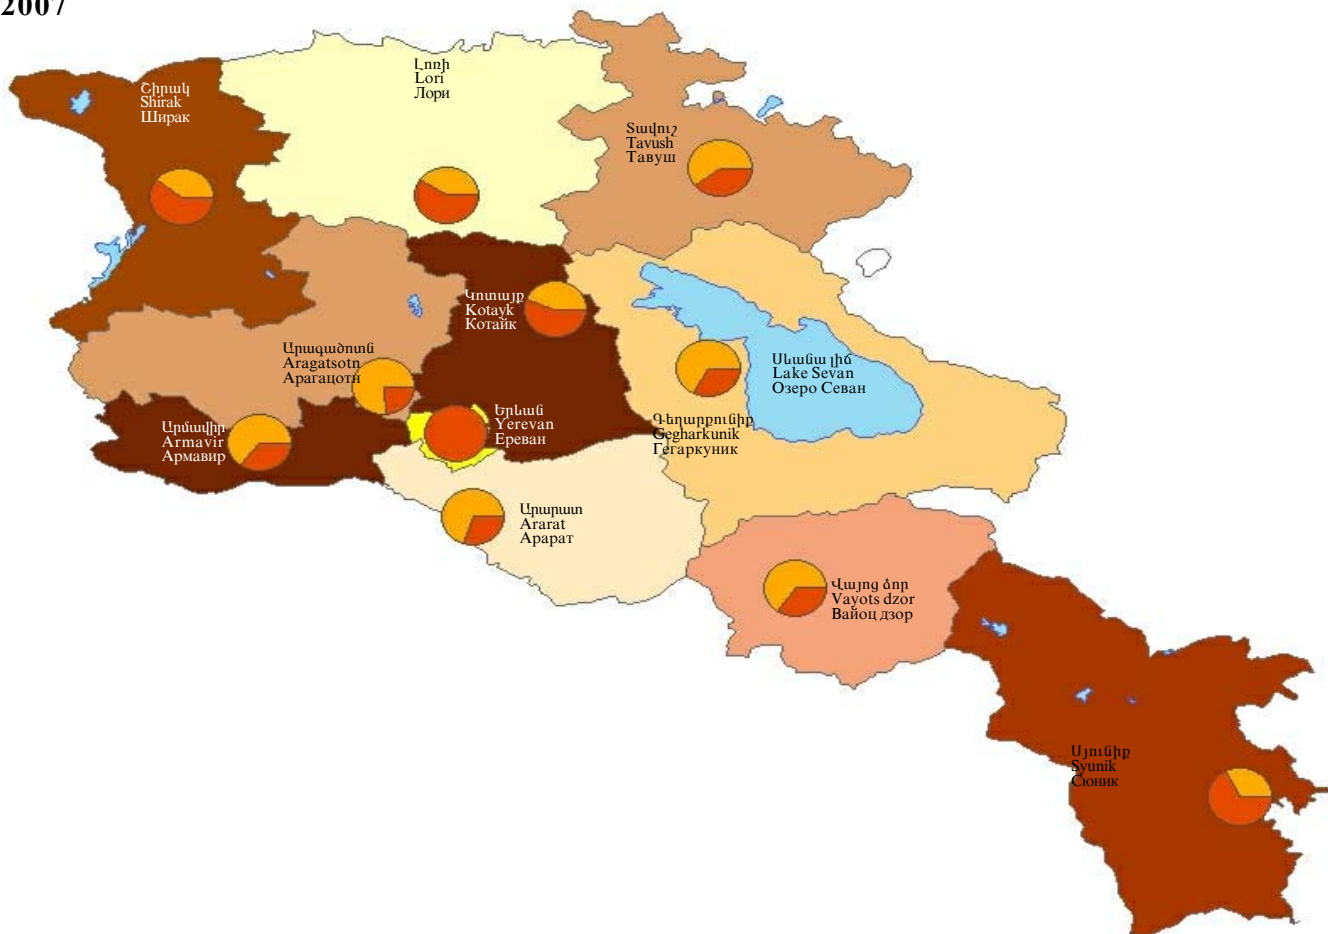 2007
Շիրակ
Shirak
Ширак
Լոռի
Lori
Лори
Տավուշ
Tavush
Тавуш
Կոտայք
Kotayk
Котайк
Արագածոտն
Aragatsotn
Арагацотн
Սևանա լիճ
Lake Sevan
Озеро Севан
Երևան
Yerevan
Ереван
Արմավիր
Armavir
Армавир
Գեղարքունիք
Gegharkunik
Гегаркуник
Արարատ
Ararat
Арарат
Վայոց ձոր
Vayots dzor
Вайоц дзор
Սյունիք
Syunik
Сюник